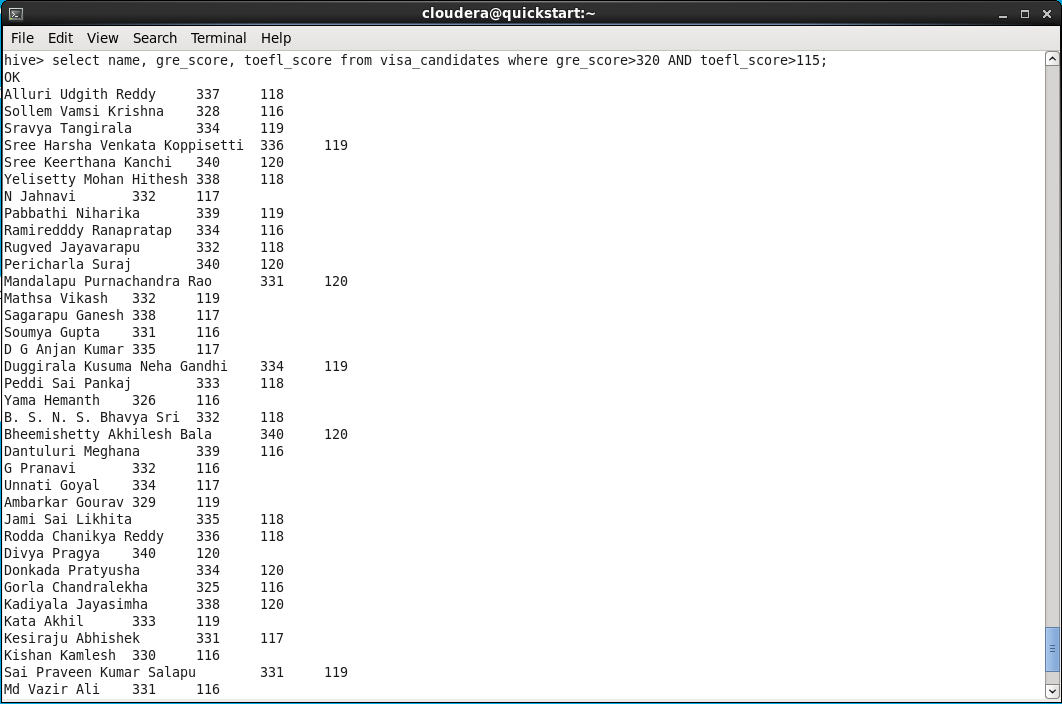 cloudera@quickstart:~
File Edit View Search Terminal Help
hive> select name, gre_score, toefl_score from visa_candidates where gre_score>320 AND toefl_score>115;
OK
Alluri Udgith Reddy 337 118
Sollem Vamsi Krishna 328 116
Sravya Tangirala 334 119
Sree Harsha Venkata Koppisetti 336 119
Sree Keerthana Kanchi 340 120
Yelisetty Mohan Hithesh 338 118
N Jahnavi 332 117
Pabbathi Niharika 339 119
Ramiredddy Ranapratap 334 116
Rugved Jayavarapu 332 118
Pericharla Suraj 340 120
Mandalapu Purnachandra Rao 331 120
Mathsa Vikash 332 119
Sagarapu Ganesh 338 117
Soumya Gupta 331 116
D G Anjan Kumar 335 117
Duggirala Kusuma Neha Gandhi 334 119
Peddi Sai Pankaj 333 118
Yama Hemanth 326 116
B. S. N. S. Bhavya Sri 332 118
Bheemishetty Akhilesh Bala 340 120
Dantuluri Meghana 339 116
G Pranavi 332 116
Unnati Goyal 334 117
Ambarkar Gourav 329 119
Jami Sai Likhita 335 118
Rodda Chanikya Reddy 336 118
Divya Pragya 340 120
Donkada Pratyusha 334 120
Gorla Chandralekha 325 116
Kadiyala Jayasimha 338 120
Kata Akhil 333 119
Kesiraju Abhishek 331 117
Kishan Kamlesh 330 116
Sai Praveen Kumar Salapu 331 119
Md Vazir Ali 331 116